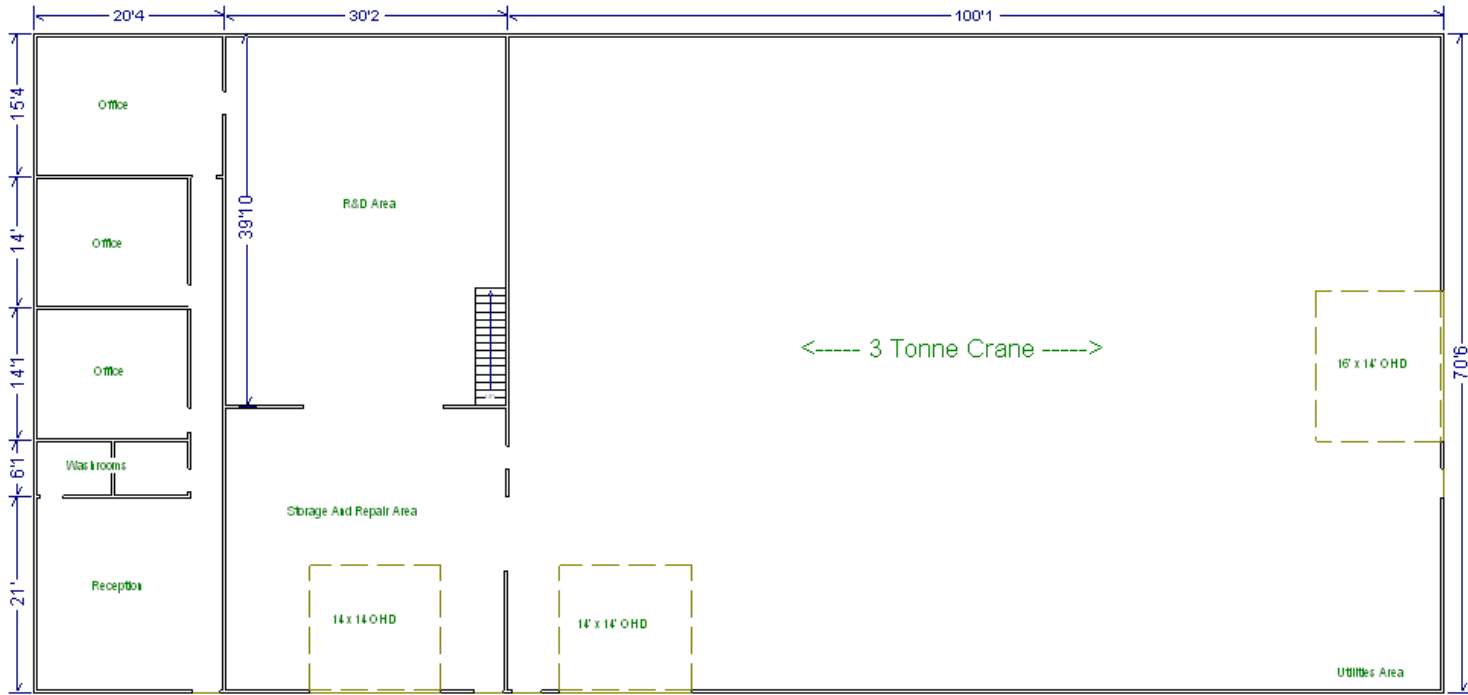 20'4
30'2
100'1
15'4
Office
39'10
R&D Area
14'
Office
<----- 3 Tonne Crane ----->
16' x 14' OHD
70'6
14'1
Office
6'1
Washrooms
Storage And Repair Area
21'
Reception
14 x 14 OHD
14' x 14' OHD
Utilities Area